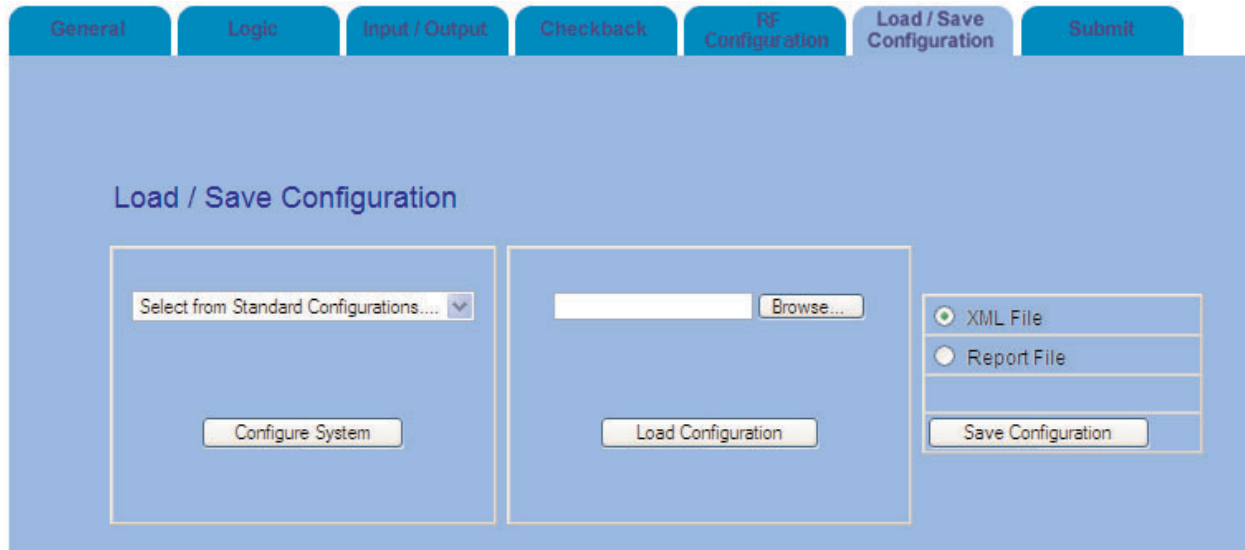 General
Logic
Input / Output
Checkback
RF
Configuration
Load / Save
Configuration
Submit
Load / Save Configuration
Select from Standard Configurations....
Browse...
XML File
Report File
Configure System
Load Configuration
Save Configuration